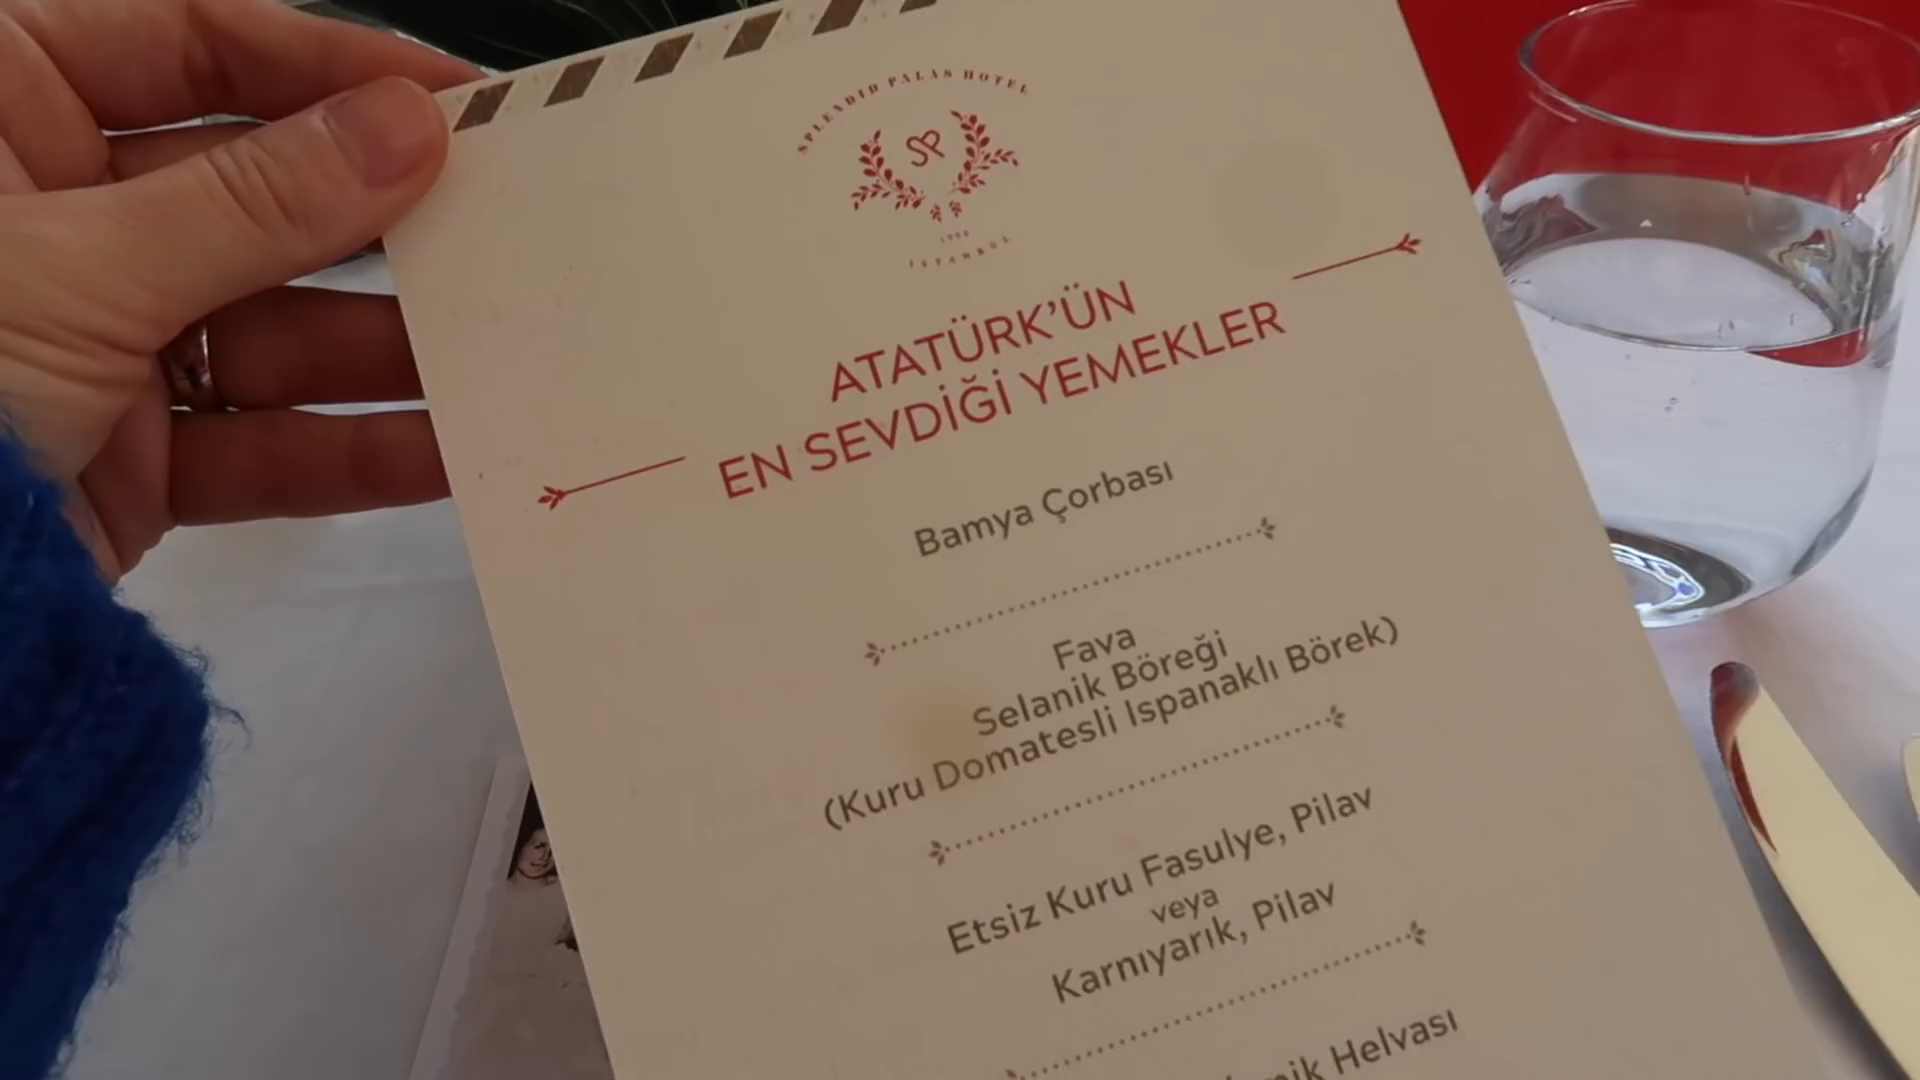 SPLENDID PALAS HOTEL
SP
1908
ISTANBUL
ATATÜRK'ÜN
EN SEVDİĞİ YEMEKLER
Bamya Çorbası
Fava
Selanik Böreği
(Kuru Domatesli Ispanaklı Börek)
Etsiz Kuru Fasulye, Pilav
veya
Karnıyarık, Pilav
Helvası